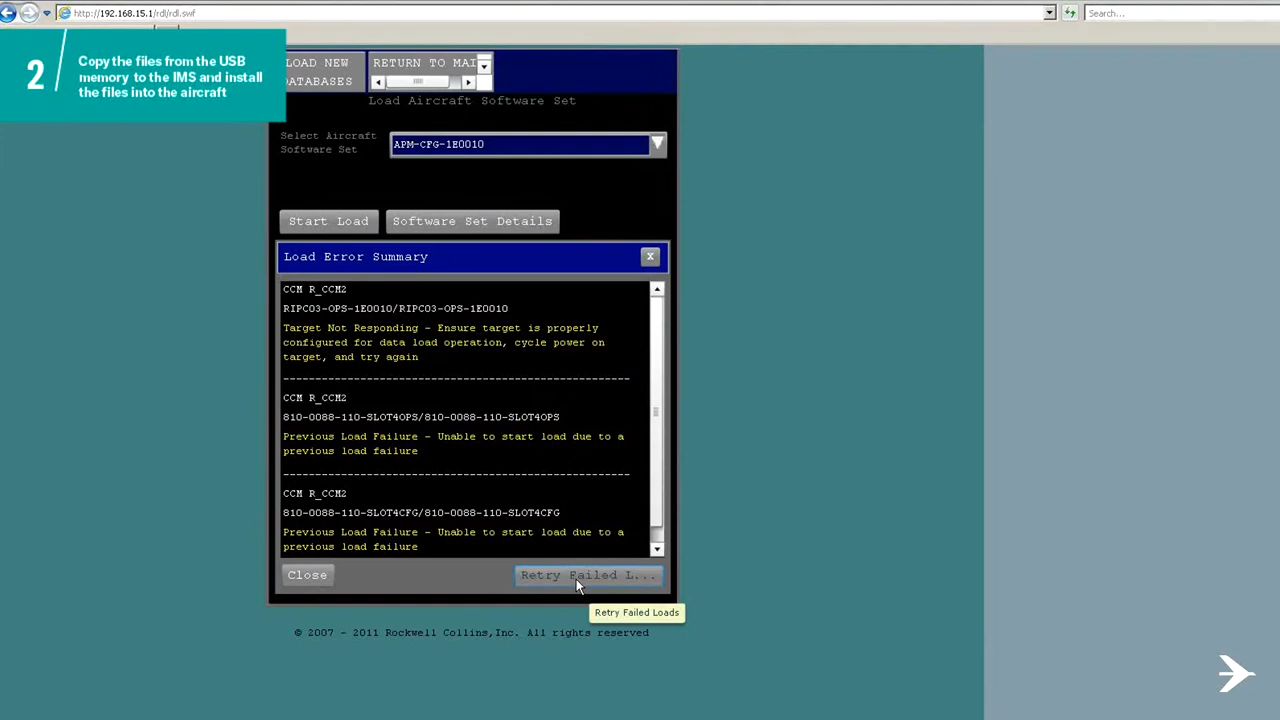 http://192.168.15.1/rdl/rdl.swf
Search...
2
Copy the files from the USB
memory to the IMS and install
the files into the aircraft
LOAD NEW
DATABASES
RETURN TO MAI
Load Aircraft Software Set
Select Aircraft
Software Set
APM-CFG-1E0010
Start Load
Software Set Details
Load Error Summary
X
CCM R_CCM2
RIPC03-OPS-1E0010/RIPC03-OPS-1E0010
Target Not Responding - Ensure target is properly
configured for data load operation, cycle power on
target, and try again
------------------------------------------------------
CCM R_CCM2
810-0088-110-SLOT4OPS/810-0088-110-SLOT4OPS
Previous Load Failure - Unable to start load due to a
previous load failure
------------------------------------------------------
CCM R_CCM2
810-0088-110-SLOT4CFG/810-0088-110-SLOT4CFG
Previous Load Failure - Unable to start load due to a
previous load failure
Close
Retry Failed L...
Retry Failed Loads
© 2007 - 2011 Rockwell Collins,Inc. All rights reserved